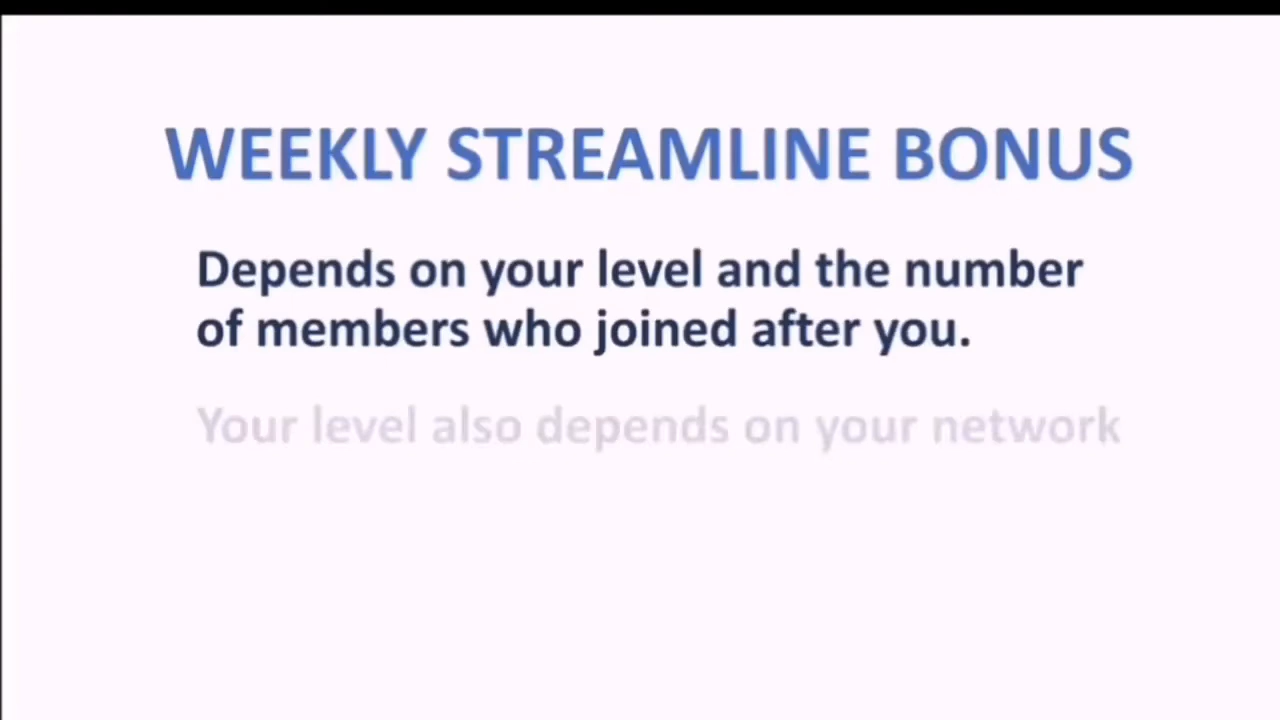 WEEKLY STREAMLINE BONUS
Depends on your level and the number
of members who joined after you.
Your level also depends on your network